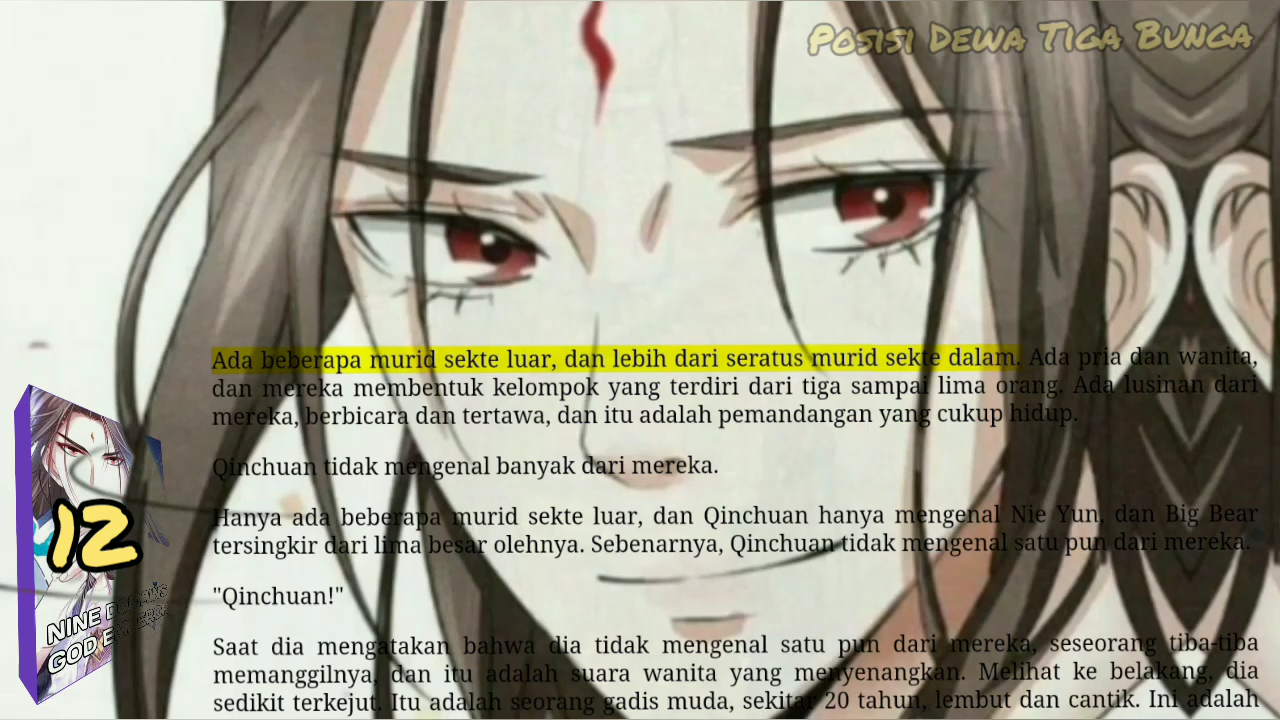 Posisi Dewa Tiga Bunga
Ada beberapa murid sekte luar, dan lebih dari seratus murid sekte dalam. Ada pria dan wanita,
dan mereka membentuk kelompok yang terdiri dari tiga sampai lima orang. Ada lusinan dari
mereka, berbicara dan tertawa, dan itu adalah pemandangan yang cukup hidup.
Qinchuan tidak mengenal banyak dari mereka.
Hanya ada beberapa murid sekte luar, dan Qinchuan hanya mengenal Nie Yun, dan Big Bear
tersingkir dari lima besar olehnya. Sebenarnya, Qinchuan tidak mengenal satu pun dari mereka.
"Qinchuan!"
Saat dia mengatakan bahwa dia tidak mengenal satu pun dari mereka, seseorang tiba-tiba
memanggilnya, dan itu adalah suara wanita yang menyenangkan. Melihat ke belakang, dia
sedikit terkejut. Itu adalah seorang gadis muda, sekitar 20 tahun, lembut dan cantik. Ini adalah
12
NINE
GOD